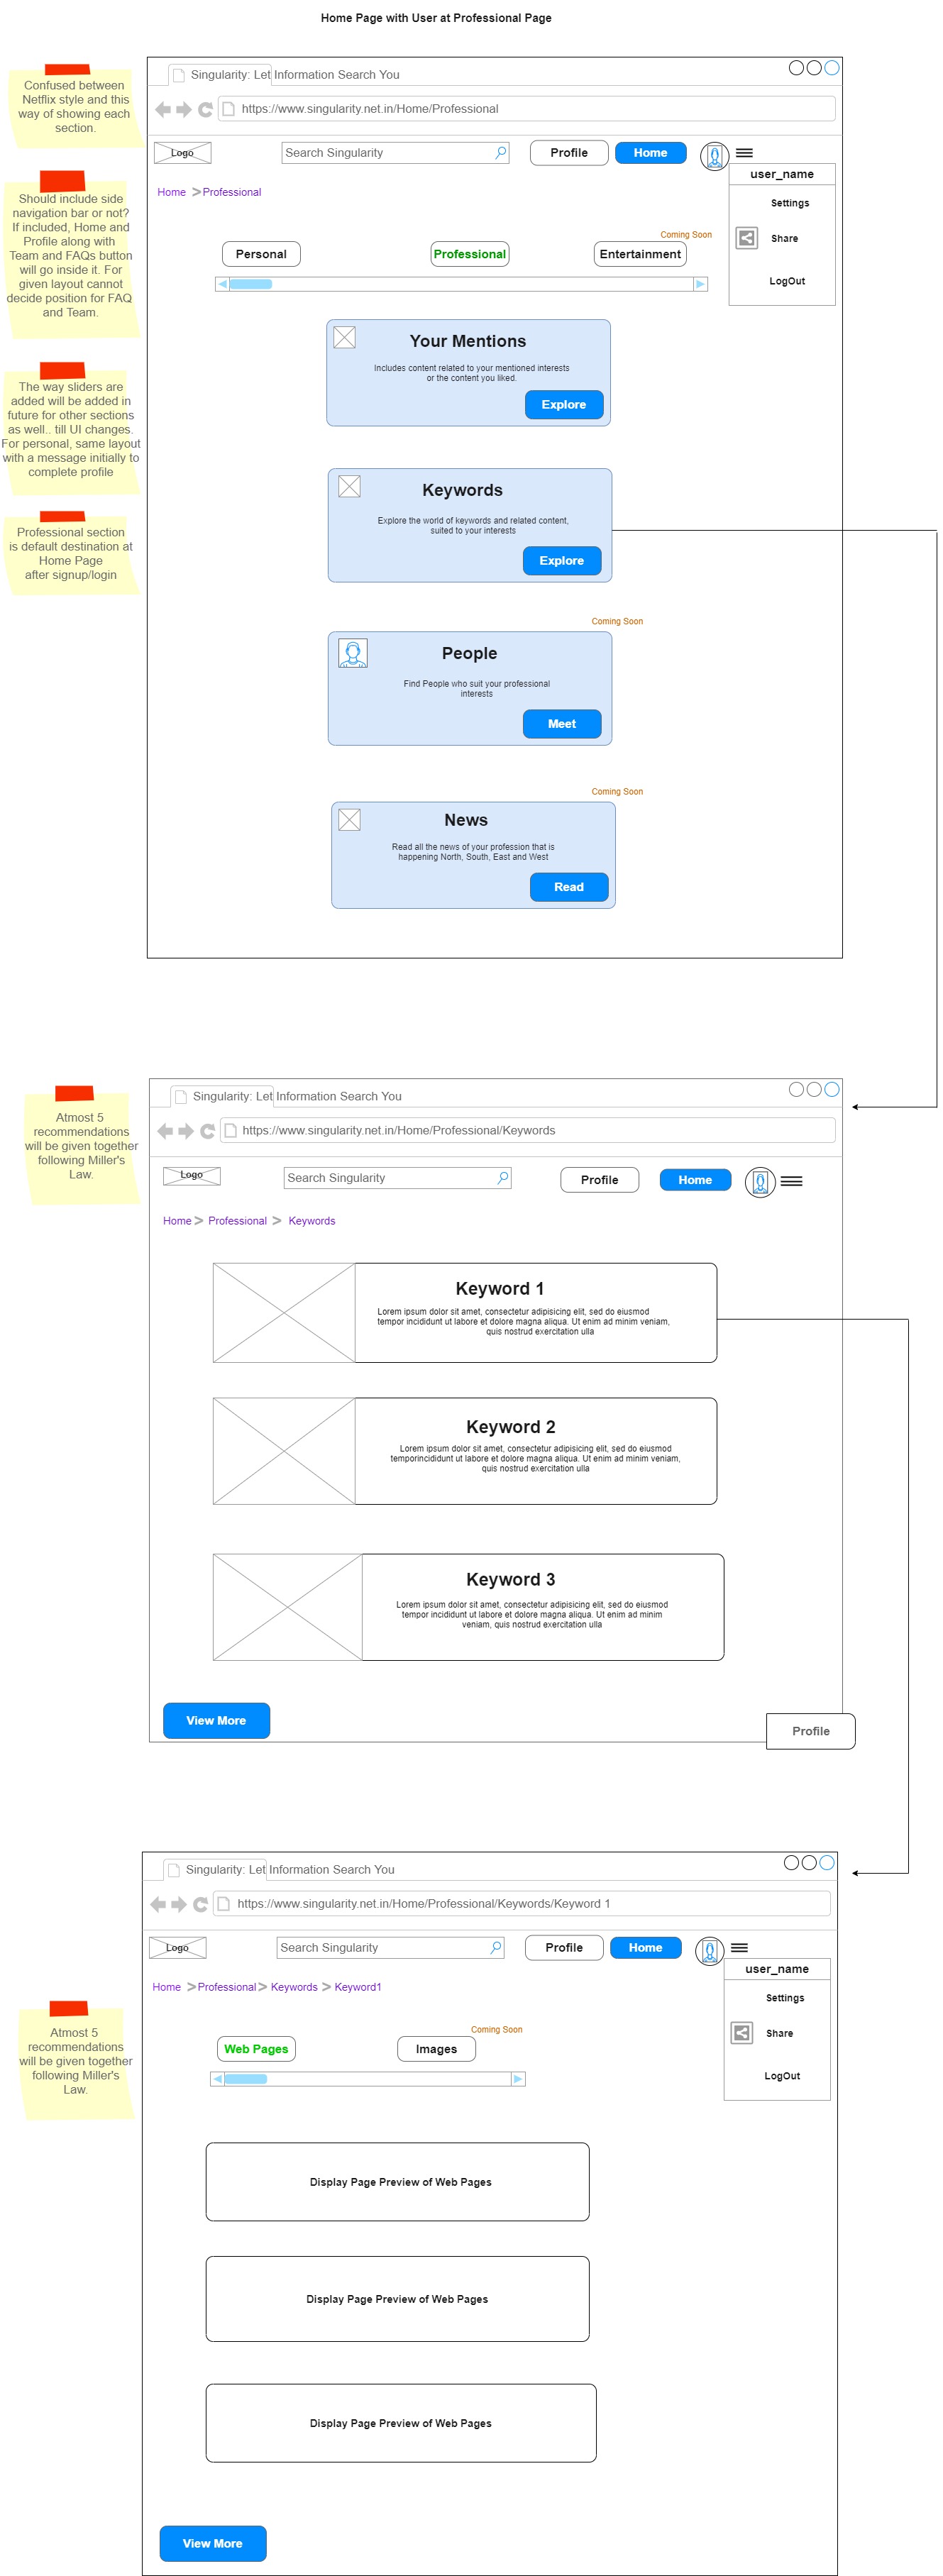 Home Page with User at Professional Page
Confused between
Netflix style and this
way of showing each
section.
Should include side
navigation bar or not?
If included, Home and
Profile along with
Team and FAQs button
will go inside it. For
given layout cannot
decide position for FAQ
and Team.
The way sliders are
added will be added in
future for other sections
as well.. till UI changes.
For personal, same layout
with a message initially to
complete profile
Professional section
is default destination at
Home Page
after signup/login
Singularity: Let Information Search You
https://www.singularity.net.in/Home/Professional
Logo
Search Singularity
Profile
Home
user_name
Settings
Share
LogOut
Home > Professional
Coming Soon
Personal
Professional
Entertainment
Your Mentions
Includes content related to your mentioned interests
or the content you liked.
Explore
Keywords
Explore the world of keywords and related content,
suited to your interests
Explore
Coming Soon
People
Find People who suit your professional
interests
Meet
Coming Soon
News
Read all the news of your profession that is
happening North, South, East and West
Read
Atmost 5
recommendations
will be given together
following Miller's
Law.
Singularity: Let Information Search You
https://www.singularity.net.in/Home/Professional/Keywords
Logo
Search Singularity
Profile
Home
Home > Professional > Keywords
Keyword 1
Lorem ipsum dolor sit amet, consectetur adipisicing elit, sed do eiusmod
tempor incididunt ut labore et dolore magna aliqua. Ut enim ad minim veniam,
quis nostrud exercitation ulla
Keyword 2
Lorem ipsum dolor sit amet, consectetur adipisicing elit, sed do eiusmod
temporincididunt ut labore et dolore magna aliqua. Ut enim ad minim veniam,
quis nostrud exercitation ulla
Keyword 3
Lorem ipsum dolor sit amet, consectetur adipisicing elit, sed do eiusmod
tempor incididunt ut labore et dolore magna aliqua. Ut enim ad minim
veniam, quis nostrud exercitation ulla
View More
Profile
Singularity: Let Information Search You
https://www.singularity.net.in/Home/Professional/Keywords/Keyword 1
Logo
Search Singularity
Profile
Home
user_name
Settings
Share
LogOut
Home > Professional > Keywords > Keyword1
Atmost 5
recommendations
will be given together
following Miller's
Law.
Coming Soon
Web Pages
Images
Display Page Preview of Web Pages
Display Page Preview of Web Pages
Display Page Preview of Web Pages
View More